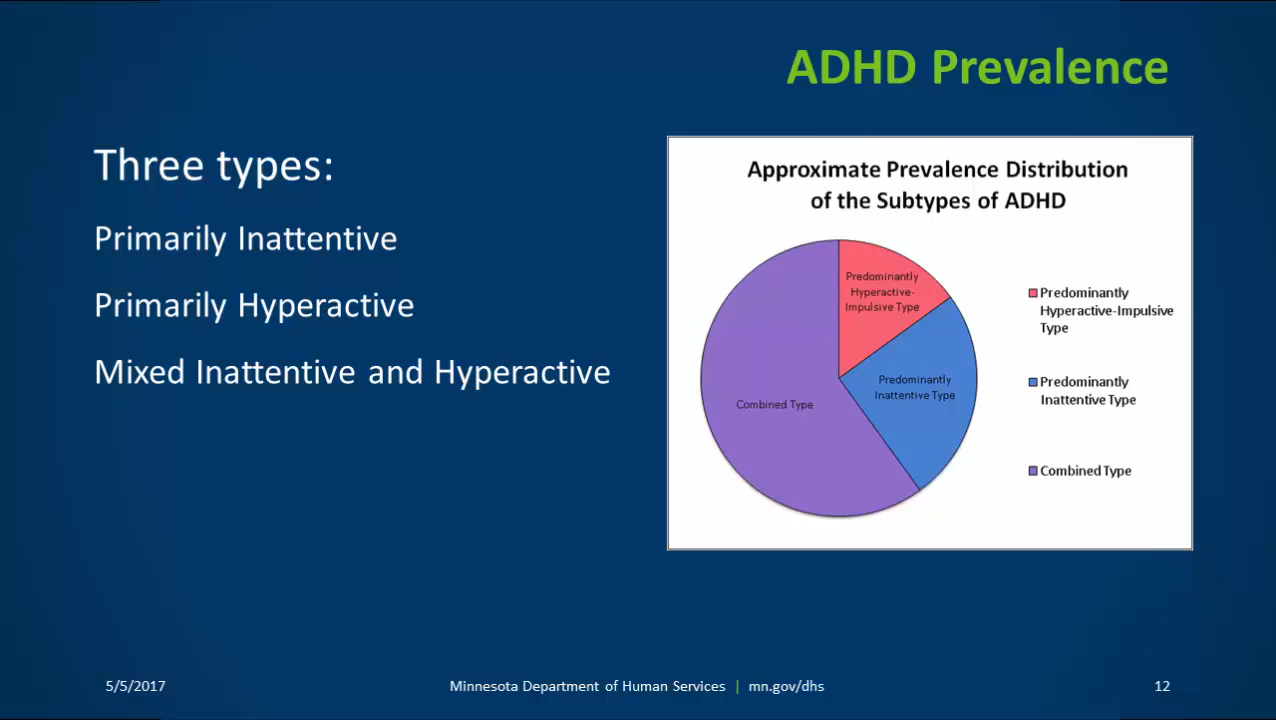 ADHD Prevalence
Three types:
Primarily Inattentive
Primarily Hyperactive
Mixed Inattentive and Hyperactive
Approximate Prevalence Distribution
of the Subtypes of ADHD
Predominantly
Hyperactive-
Impulsive Type
Predominantly
Inattentive Type
Combined Type
Predominantly
Hyperactive-Impulsive
Type
Predominantly
Inattentive Type
Combined Type
5/5/2017
Minnesota Department of Human Services | mn.gov/dhs
12